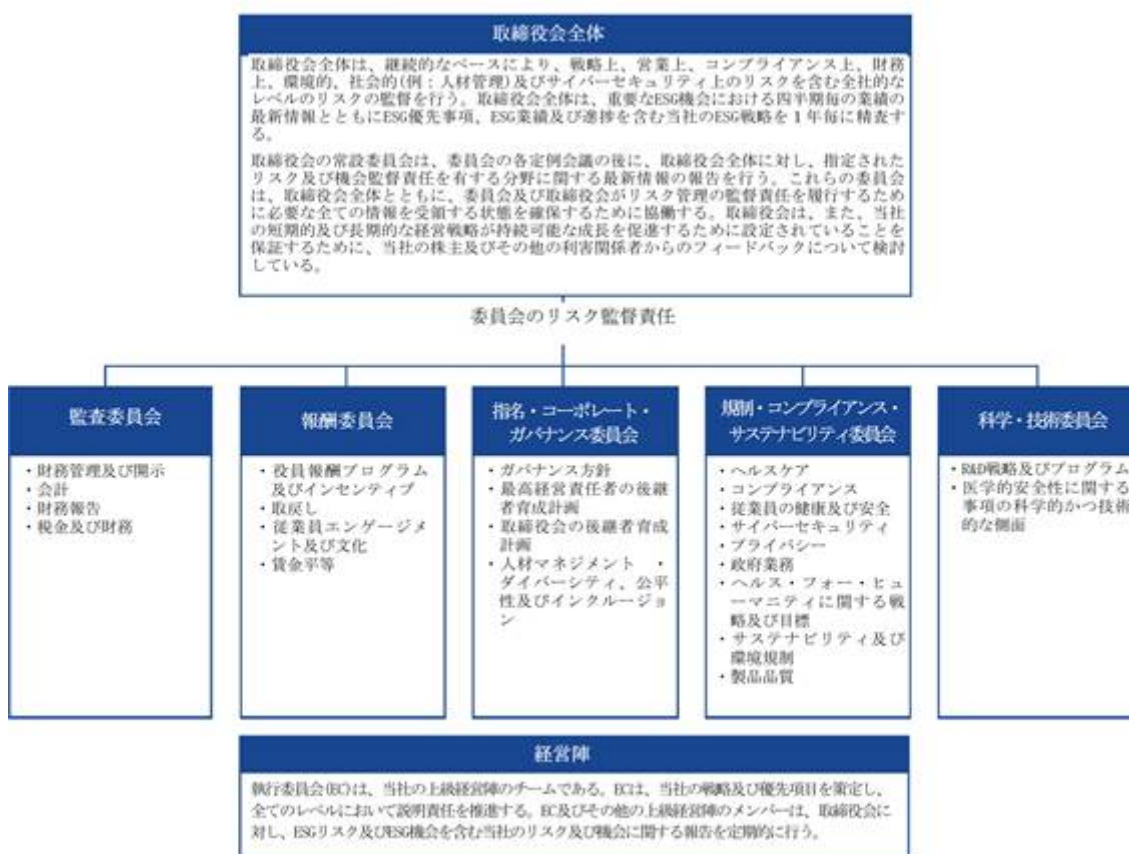 取締役会全体
取締役会全体は、継続的なベースにより、戦略上、営業上、コンプライアンス上、財務
上、環境的、社会的(例：人材管理)及びサイバーセキュリティ上のリスクを含む全社的な
レベルのリスクの監督を行う。取締役会全体は、重要なESG機会における四半期毎の業績の
最新情報とともにESG優先事項、ESG業績及び進捗を含む当社のESG戦略を１年毎に精査す
る。
取締役会の常設委員会は、委員会の各定例会議の後に、取締役会全体に対し、指定された
リスク及び機会監督責任を有する分野に関する最新情報の報告を行う。これらの委員会
は、取締役会全体とともに、委員会及び取締役会がリスク管理の監督責任を履行するため
に必要な全ての情報を受領する状態を確保するために協働する。取締役会は、また、当社
の短期的及び長期的な経営戦略が持続可能な成長を促進するために設定されていることを
保証するために、当社の株主及びその他の利害関係者からのフィードバックについて検討
している。
委員会のリスク監督責任
監査委員会
・財務管理及び開示
・会計
・財務報告
・税金及び財務
報酬委員会
・役員報酬プログラム
及びインセンティブ
・取戻し
・従業員エンゲージメ
ント及び文化
・賃金平等
指名・コーポレート・
ガバナンス委員会
・ガバナンス方針
・最高経営責任者の後継
者育成計画
・取締役会の後継者育成
計画
・人材マネジメント ・
ダイバーシティ、公平
性及びインクルージョ
ン
規制・コンプライアンス・
サステナビリティ委員会
・ヘルスケア
・コンプライアンス
・従業員の健康及び安全
・サイバーセキュリティ
・プライバシー
・政府業務
・ヘルス・フォー・ヒュ
ーマニティに関する戦
略及び目標
・サステナビリティ及び
環境規制
・製品品質
科学・技術委員会
・R&D戦略及びプログラム
・医学的安全性に関する
事項の科学的かつ技術
的な側面
経営陣
執行委員会(EC)は、当社の上級経営陣のチームである。ECは、当社の戦略及び優先項目を策定し、
全てのレベルにおいて説明責任を推進する。EC及びその他の上級経営陣のメンバーは、取締役会に
対し、ESGリスク及びESG機会を含む当社のリスク及び機会に関する報告を定期的に行う。